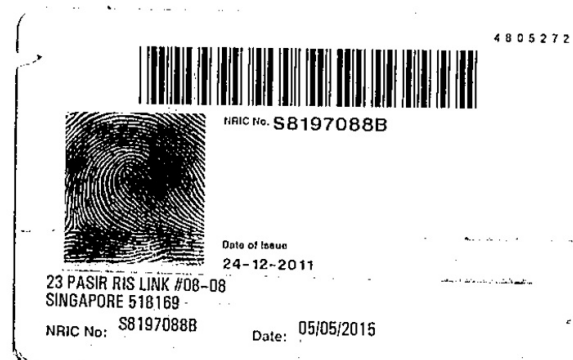 4805272
NRIC No. S8197088B
Date of Issue
24-12-2011
23 PASIR RIS LINK #08-08
SINGAPORE 518169
NRIC No: S8197088B
Date: 05/05/2015